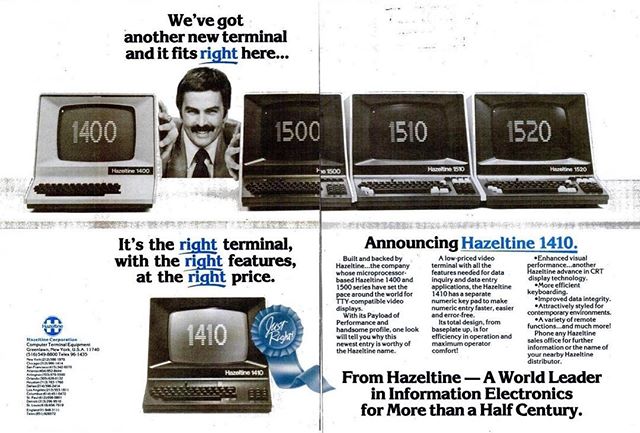 We've got
another new terminal
and it fits right here...
1400
Hazeltine 1400
1500
1500
1510
Hazeltine 1510
1520
Hazeltine 1520
It's the right terminal,
with the right features,
at the right price.
1410
Hazeltine 1410
Just
Right!
Hazeltine
Hazeltine Corporation
Computer Terminal Equipment
Greenlawn, New York, U.S.A. 11740
(516) 549-8800 Telex 96-1435
Announcing Hazeltine 1410.
Built and backed by
Hazeltine...the company
whose microprocessor-
based Hazeltine 1400 and
1500 series have set the
pace around the world for
TTY-compatible video
displays.
With its Payload of
Performance and
handsome profile, one look
will tell you why this
newest entry is worthy of
the Hazeltine name.
A low-priced video
terminal with all the
features needed for data
inquiry and data entry
applications, the Hazeltine
1410 has a separate
numeric key pad to make
numeric entry faster, easier
and error-free.
Its total design, from
baseplate up, is for
efficiency in operation and
maximum operator
comfort!
•Enhanced visual
performance...another
Hazeltine advance in CRT
display technology.
•More efficient
keyboarding.
•Improved data integrity.
•Attractively styled for
contemporary environments.
•A variety of remote
functions...and much more!
Phone any Hazeltine
sales office for further
information or the name of
your nearby Hazeltine
distributor.
From Hazeltine — A World Leader
in Information Electronics
for More than a Half Century.